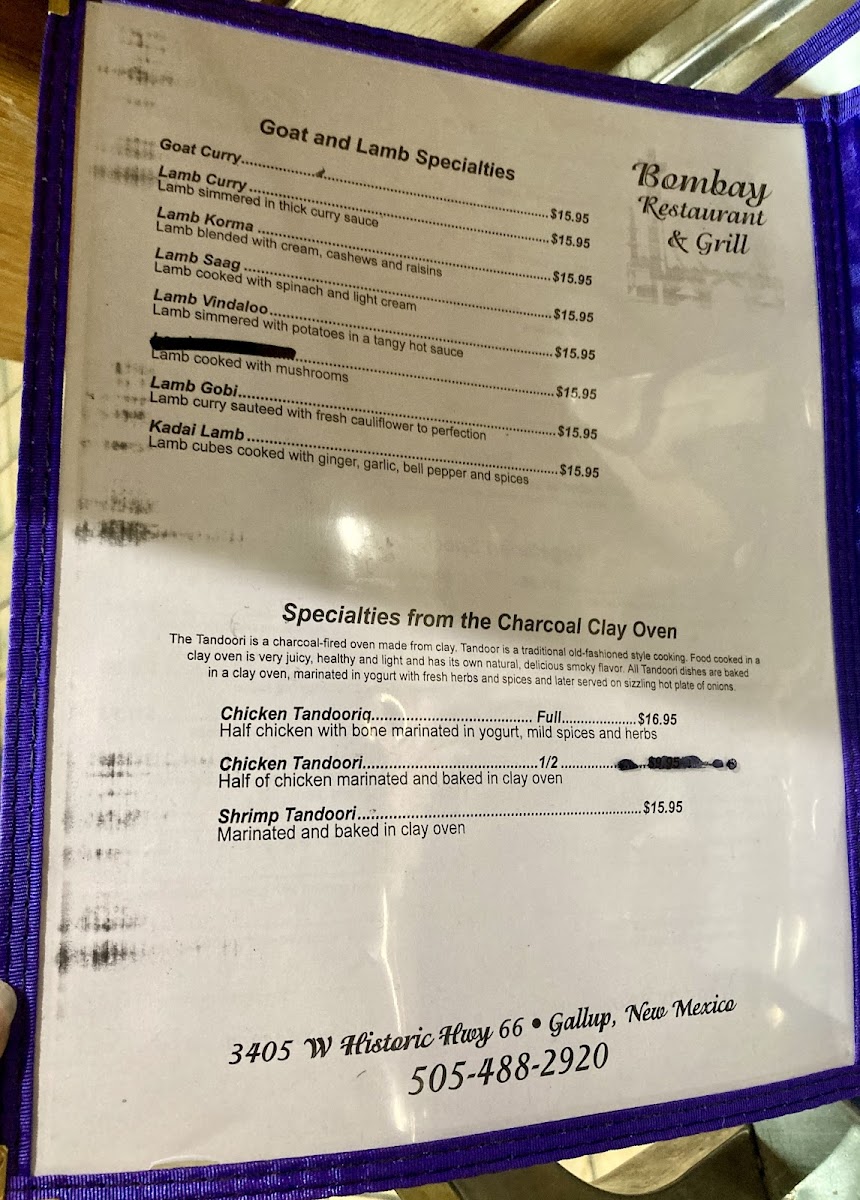 Bombay
Restaurant
& Grill
Goat and Lamb Specialties
Goat Curry..........................................................$15.95
Lamb Curry..........................................................$15.95
Lamb simmered in thick curry sauce
Lamb Korma ..........................................................$15.95
Lamb blended with cream, cashews and raisins
Lamb Saag ..........................................................$15.95
Lamb cooked with spinach and light cream
Lamb Vindaloo..........................................................$15.95
Lamb simmered with potatoes in a tangy hot sauce
..........................................................$15.95
Lamb cooked with mushrooms
Lamb Gobi..........................................................$15.95
Lamb curry sauteed with fresh cauliflower to perfection
Kadai Lamb..........................................................$15.95
Lamb cubes cooked with ginger, garlic, bell pepper and spices
Specialties from the Charcoal Clay Oven
The Tandoori is a charcoal-fired oven made from clay. Tandoor is a traditional old-fashioned style cooking. Food cooked in a
clay oven is very juicy, healthy and light and has its own natural, delicious smoky flavor. All Tandoori dishes are baked
in a clay oven, marinated in yogurt with fresh herbs and spices and later served on sizzling hot plate of onions.
Chicken Tandooriq.................................... Full.................$16.95
Half chicken with bone marinated in yogurt, mild spices and herbs
Chicken Tandoori.......................................1/2 .............
Half of chicken marinated and baked in clay oven
Shrimp Tandoori..........................................................$15.95
Marinated and baked in clay oven
3405 W Historic Hwy 66 • Gallup, New Mexico
505-488-2920